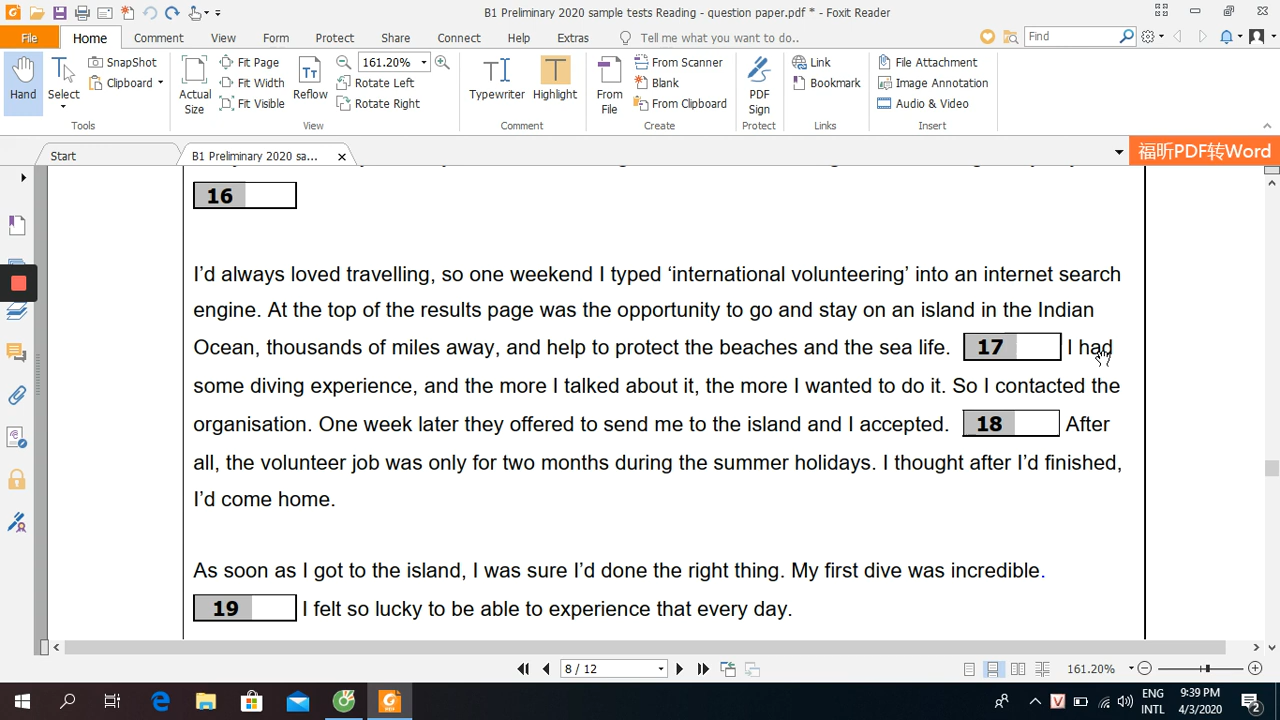 B1 Preliminary 2020 sample tests Reading - questionpaper.pdf * - Foxit Reader
File Home Comment View Form Protect Share Connect Help Extras Tell me what you want to do.. Find
SnapShot Fit Page 161.20% From Scanner Link File Attachment
Clipboard Fit Width Rotate Left Blank Bookmark Image Annotation
Hand Select Actual Size Fit Visible Reflow Rotate Right Typewriter Highlight From File From Clipboard PDF Sign Audio & Video
Tools View Comment Create Protect Links Insert
Start B1 Preliminary 2020 sa... 福昕PDF转Word
16
I'd always loved travelling, so one weekend I typed ‘international volunteering’ into an internet search
engine. At the top of the results page was the opportunity to go and stay on an island in the Indian
Ocean, thousands of miles away, and help to protect the beaches and the sea life. 17 I had
some diving experience, and the more I talked about it, the more I wanted to do it. So I contacted the
organisation. One week later they offered to send me to the island and I accepted. 18 After
all, the volunteer job was only for two months during the summer holidays. I thought after I'd finished,
I'd come home.
As soon as I got to the island, I was sure I'd done the right thing. My first dive was incredible.
19 I felt so lucky to be able to experience that every day.
8 / 12 161.20%
ENG 9:39 PM
INTL 4/3/2020 2